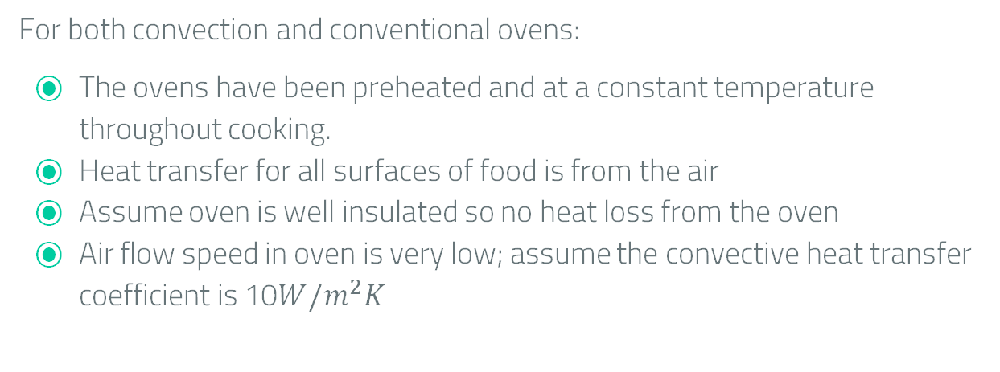 For both convection and conventional ovens:
The ovens have been preheated and at a constant temperature
throughout cooking.
Heat transfer for all surfaces of food is from the air
Assume oven is well insulated so no heat loss from the oven
Air flow speed in oven is very low; assume the convective heat transfer
coefficient is 10W/m²K